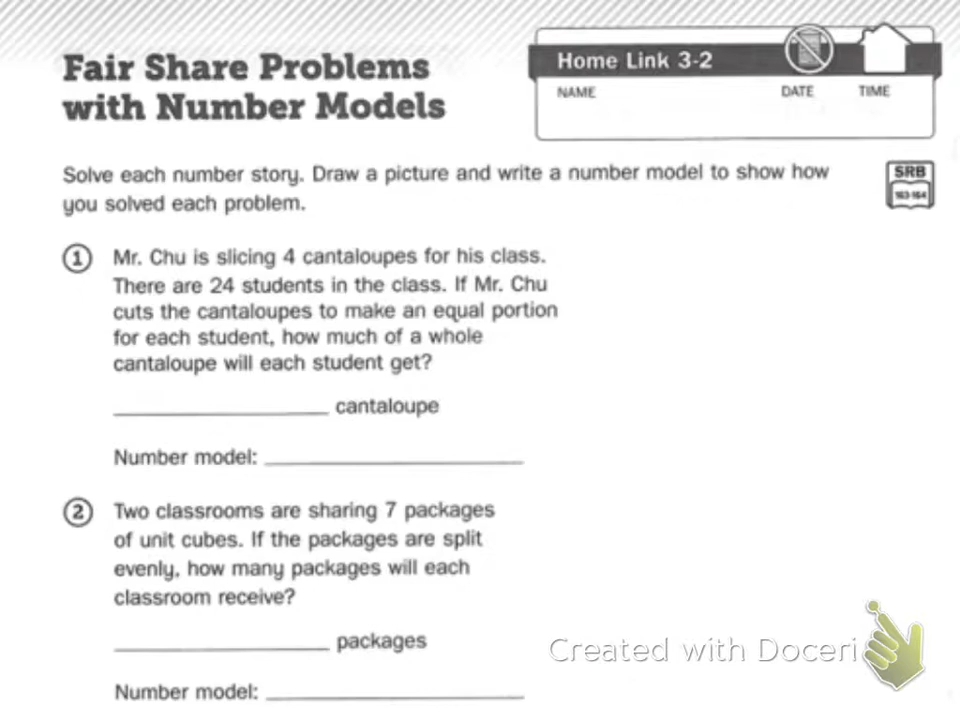 Fair Share Problems
with Number Models
Home Link 3-2
NAME DATE TIME
Solve each number story. Draw a picture and write a number model to show how
you solved each problem.
SRB
163-164
1 Mr. Chu is slicing 4 cantaloupes for his class.
There are 24 students in the class. If Mr. Chu
cuts the cantaloupes to make an equal portion
for each student, how much of a whole
cantaloupe will each student get?
cantaloupe
Number model:
2 Two classrooms are sharing 7 packages
of unit cubes. If the packages are split
evenly, how many packages will each
classroom receive?
packages
Number model:
Created with Doceri